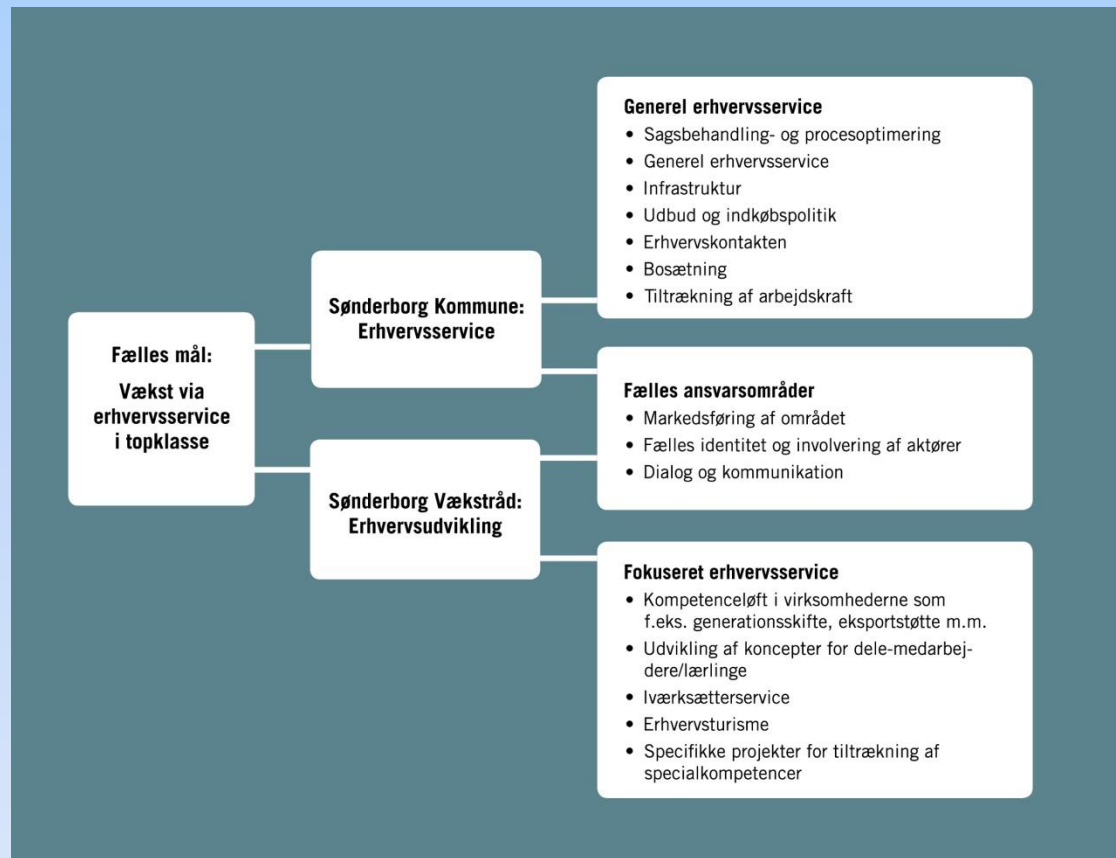 Fælles mål:
Vækst via
erhvervsservice
i topklasse
Sønderborg Kommune:
Erhvervsservice
Sønderborg Vækstråd:
Erhvervsudvikling
Generel erhvervsservice
• Sagsbehandling- og procesoptimering
• Generel erhvervsservice
• Infrastruktur
• Udbud og indkøbspolitik
• Erhvervskontakten
• Bosætning
• Tiltrækning af arbejdskraft
Fælles ansvarsområder
• Markedsføring af området
• Fælles identitet og involvering af aktører
• Dialog og kommunikation
Fokuseret erhvervsservice
• Kompetenceløft i virksomhederne som
f.eks. generationsskifte, eksportstøtte m.m.
• Udvikling af koncepter for dele-medarbej-
dere/lærlinge
• Iværksætterservice
• Erhvervsturisme
• Specifikke projekter for tiltrækning af
specialkompetencer